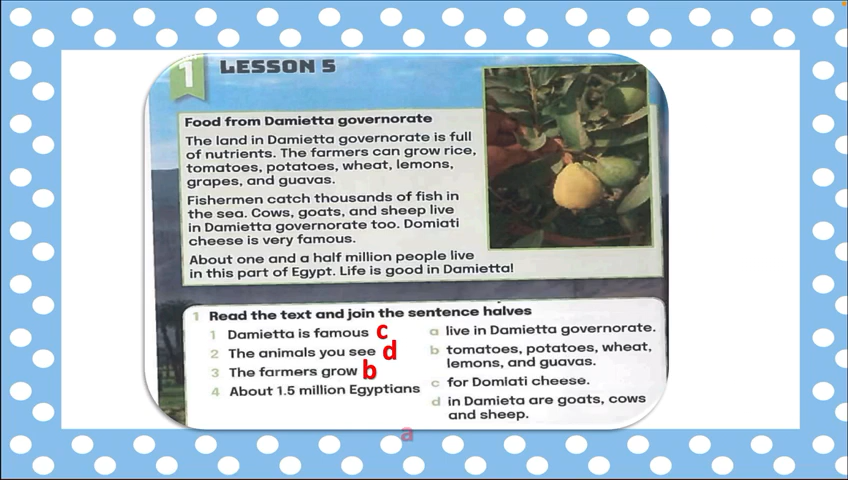 1 LESSON 5
Food from Damietta governorate
The land in Damietta governorate is full
of nutrients. The farmers can grow rice,
tomatoes, potatoes, wheat, lemons,
grapes, and guavas.
Fishermen catch thousands of fish in
the sea. Cows, goats, and sheep live
in Damietta governorate too. Domiati
cheese is very famous.
About one and a half million people live
in this part of Egypt. Life is good in Damietta!
1 Read the text and join the sentence halves
1 Damietta is famous c
2 The animals you see d
3 The farmers grow b
4 About 1.5 million Egyptians
a live in Damietta governorate.
b tomatoes, potatoes, wheat,
lemons, and guavas.
c for Domiati cheese.
d in Damieta are goats, cows
and sheep.
a